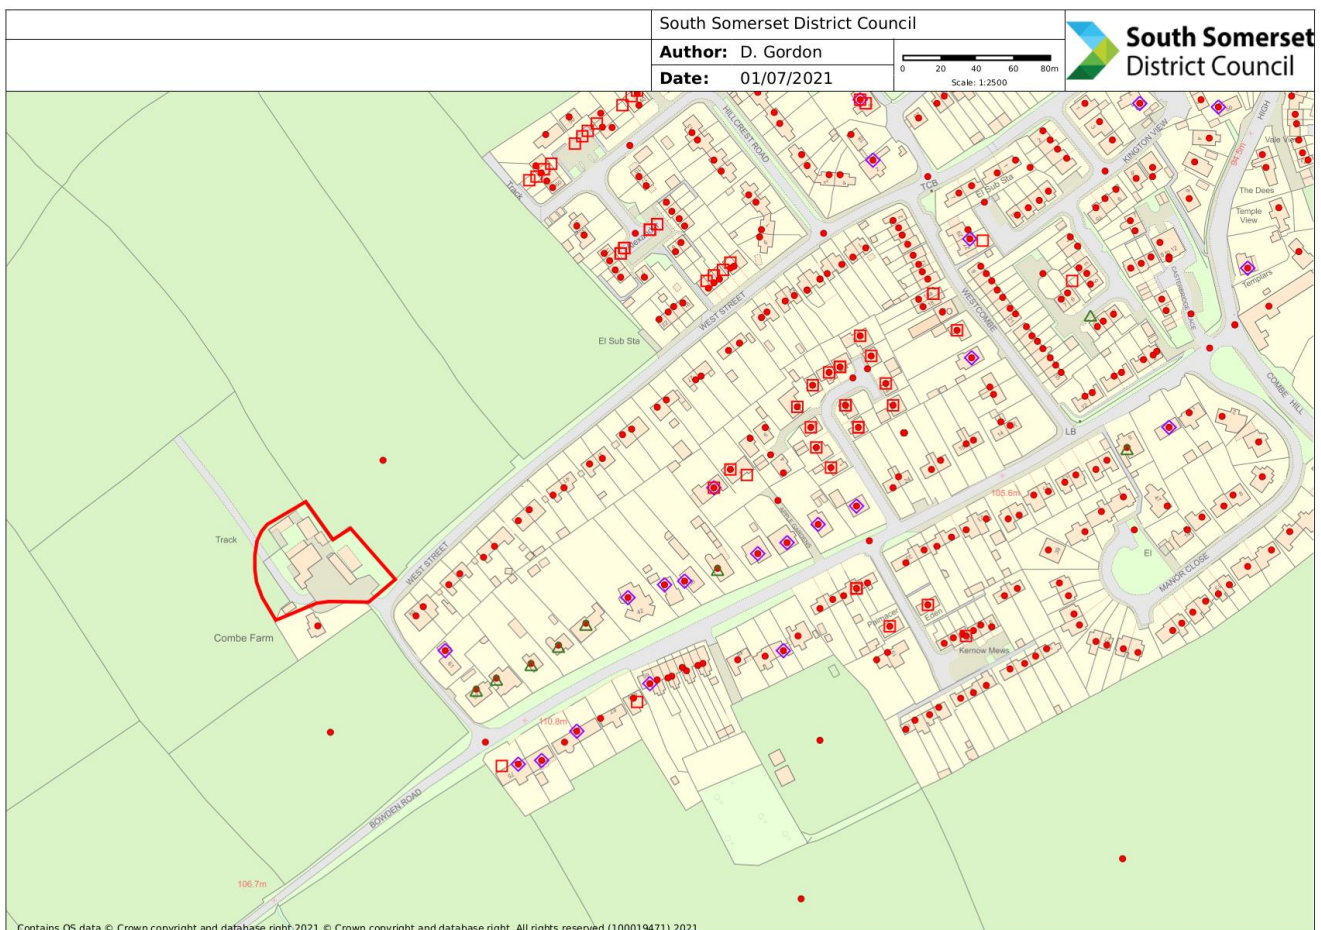 South Somerset District Council
Author: D. Gordon
Date: 01/07/2021
0 20 40 60 80m
Scale: 1:2500
South Somerset
District Council
HILLCREST ROAD
KINGTON VIEW
HIGH
94.5m
The Dees
Temple
View
Templars
Track
TCB
El Sub Sta
WEST STREET
WESTCOMBE
El Sub Sta
COMBE HILL
LB
105.6m
Track
WEST STREET
El
MANOR CLOSE
Combe Farm
Eden
Kernow Mews
110.8m
BOWDEN ROAD
106.7m
Contains OS data © Crown copyright and database right 2021 © Crown copyright and database right. All rights reserved (100019471) 2021